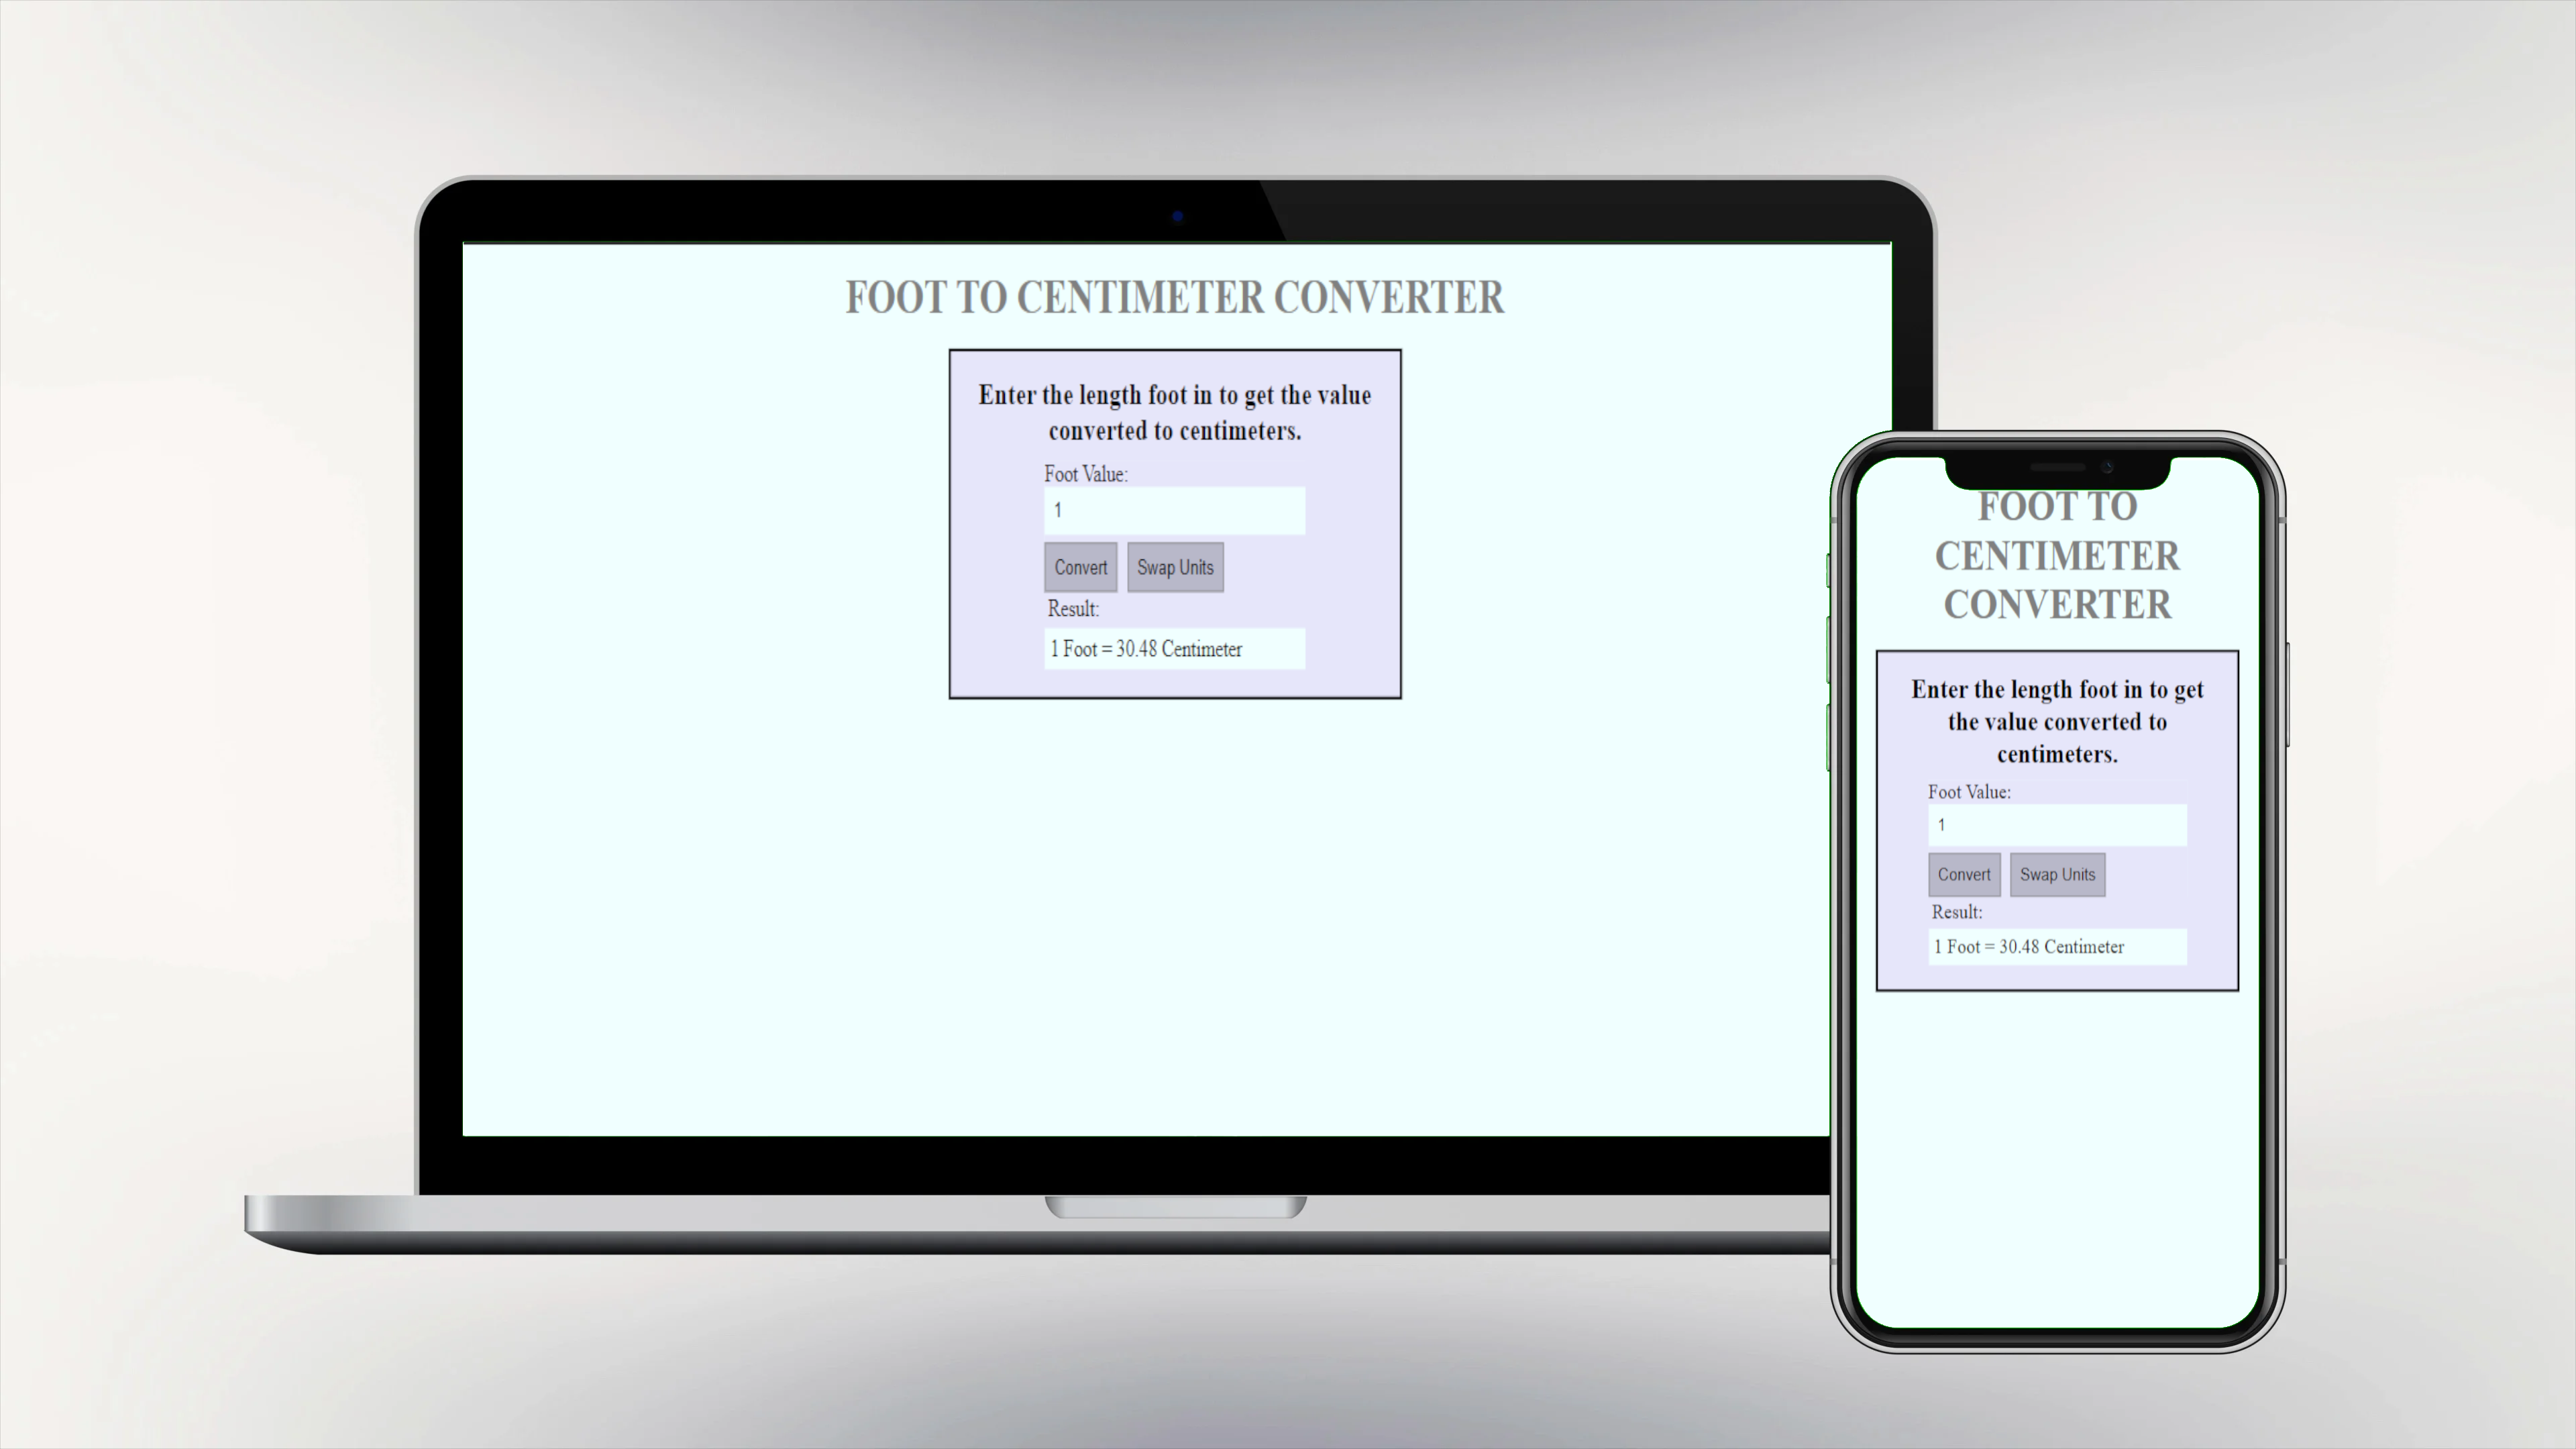 FOOT TO CENTIMETER CONVERTER
Enter the length foot in to get the value
converted to centimeters.
Foot Value:
1
Convert Swap Units
Result:
1 Foot = 30.48 Centimeter
FOOT TO
CENTIMETER
CONVERTER
Enter the length foot in to get
the value converted to
centimeters.
Foot Value:
1
Convert Swap Units
Result:
1 Foot = 30.48 Centimeter